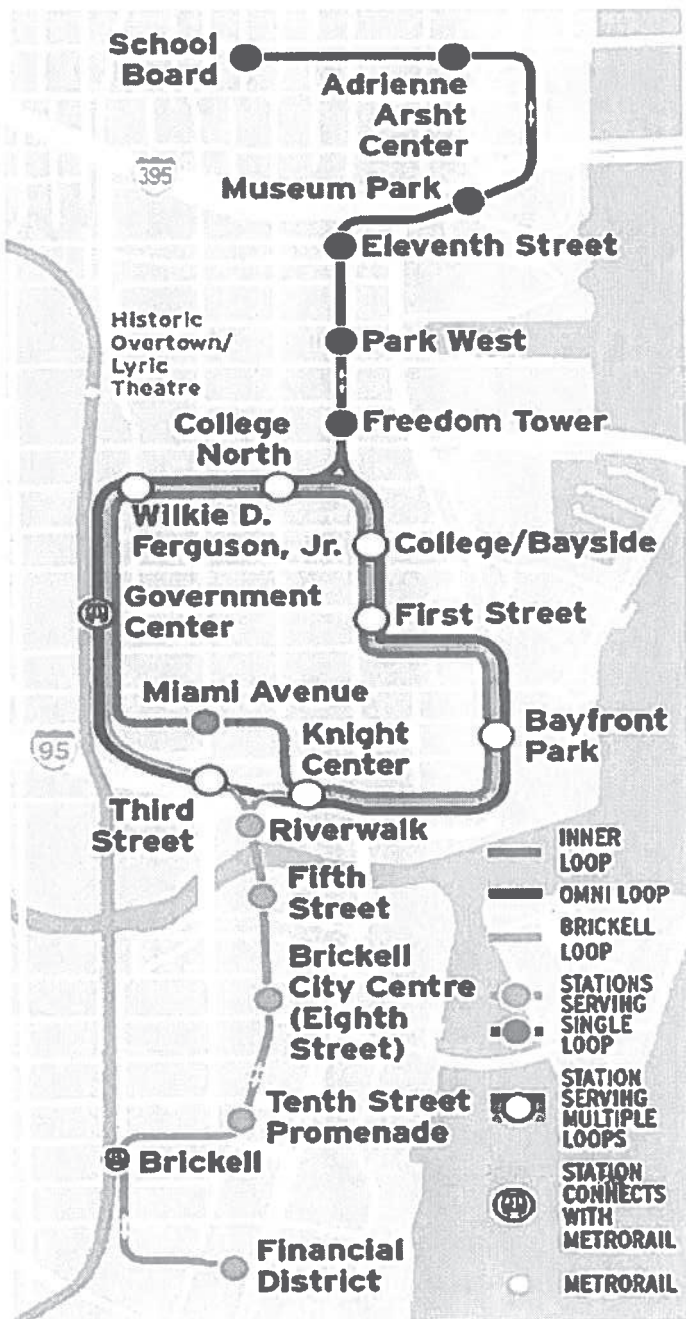 School
Board
Adrienne
Arsht
Center
395
Museum Park
Eleventh Street
Historic
Overtown/
Lyric
Theatre
Park West
College
North
Freedom Tower
Wilkie D.
Ferguson, Jr.
College/Bayside
Government
Center
First Street
Miami Avenue
Knight
Center
Bayfront
Park
95
Third
Street
Riverwalk
Fifth
Street
Brickell
City Centre
(Eighth
Street)
Tenth Street
Promenade
Brickell
Financial
District
INNER
LOOP
OMNI LOOP
BRICKELL
LOOP
STATIONS
SERVING
SINGLE
LOOP
STATION
SERVING
MULTIPLE
LOOPS
STATION
CONNECTS
WITH
METRORAIL
METRORAIL